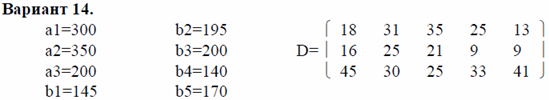 Вариант 14.
a1=300 b2=195 18 31 35 25 13
a2=350 b3=200 D= 16 25 21 9 9
a3=200 b4=140 45 30 25 33 41
b1=145 b5=170